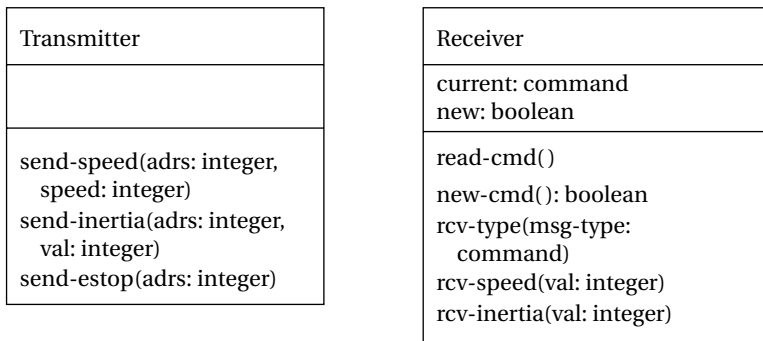 Transmitter
send-speed(adrs: integer,
speed: integer)
send-inertia(adrs: integer,
val: integer)
send-estop(adrs: integer)
Receiver
current: command
new: boolean
read-cmd()
new-cmd(): boolean
rcv-type(msg-type:
command)
rcv-speed(val: integer)
rcv-inertia(val: integer)